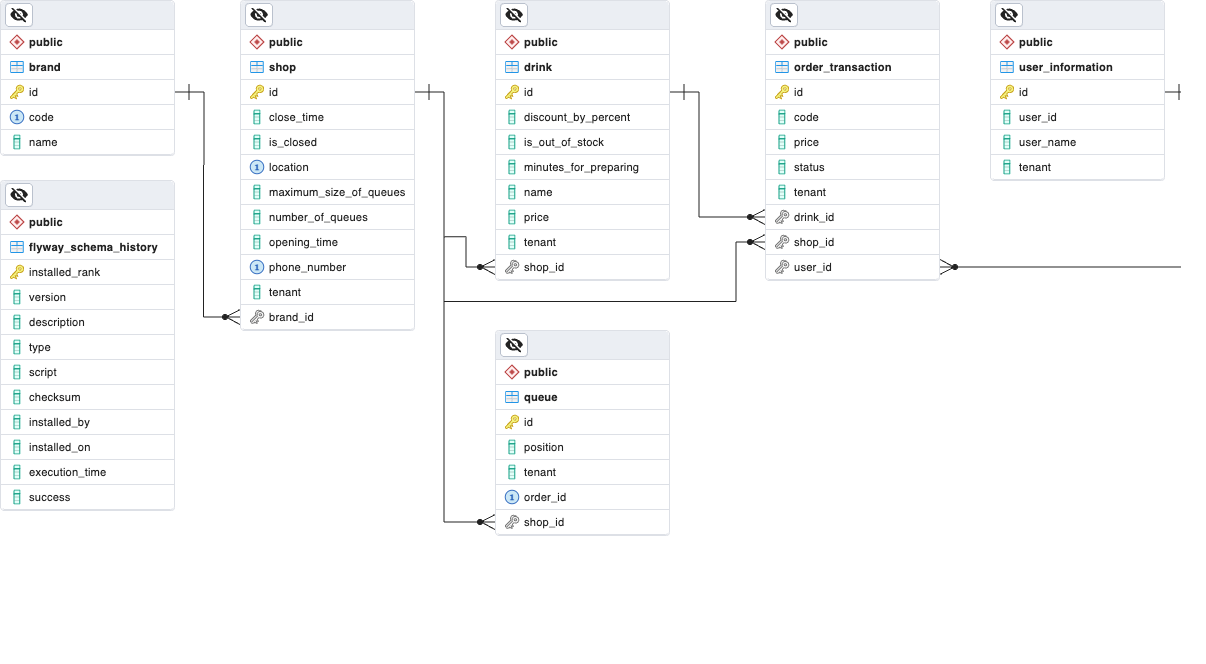 public
brand
id
code
name
public
flyway_schema_history
installed_rank
version
description
type
script
checksum
installed_by
installed_on
execution_time
success
public
shop
id
close_time
is_closed
1 location
maximum_size_of_queues
number_of_queues
opening_time
1 phone_number
tenant
brand_id
public
drink
id
discount_by_percent
is_out_of_stock
minutes_for_preparing
name
price
tenant
shop_id
public
queue
id
position
tenant
1 order_id
shop_id
public
order_transaction
id
code
price
status
tenant
drink_id
shop_id
user_id
public
user_information
id
user_id
user_name
tenant